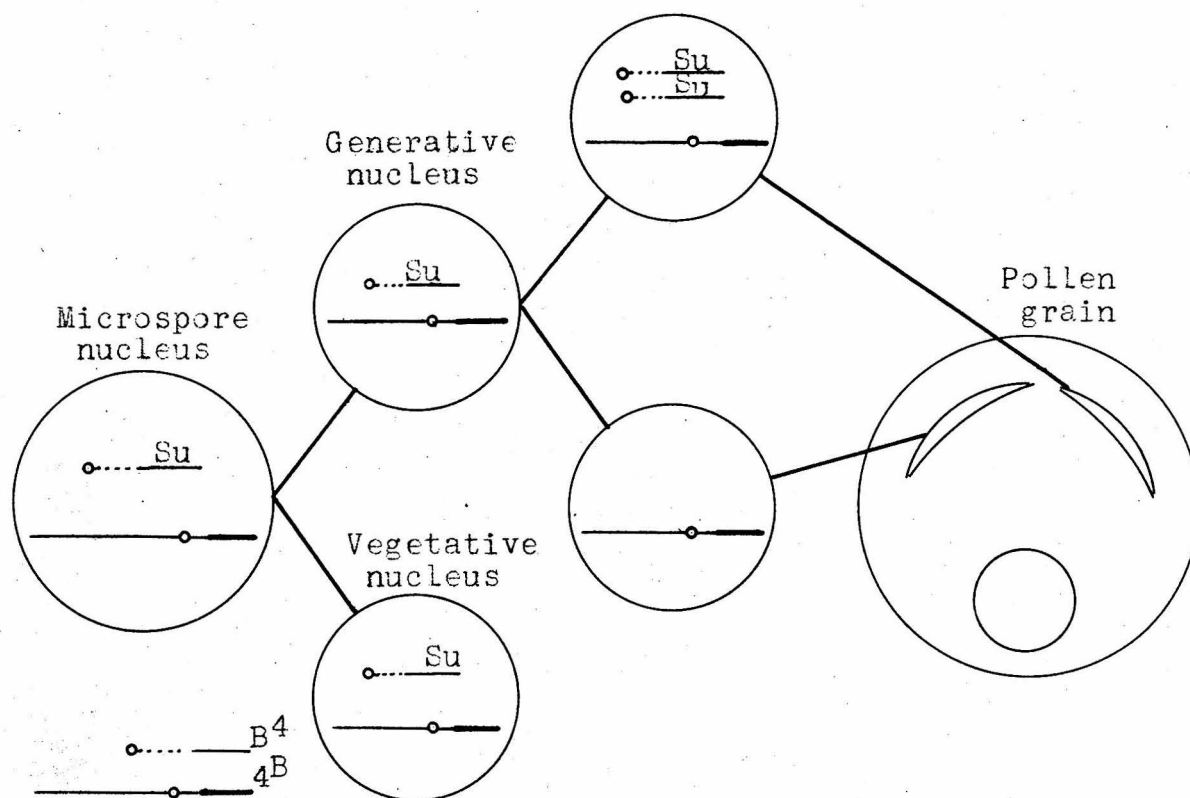 Su
Su
Generative
nucleus
Su
Pollen
grain
Microspore
nucleus
Su
Vegetative
nucleus
Su
B⁴
₄B